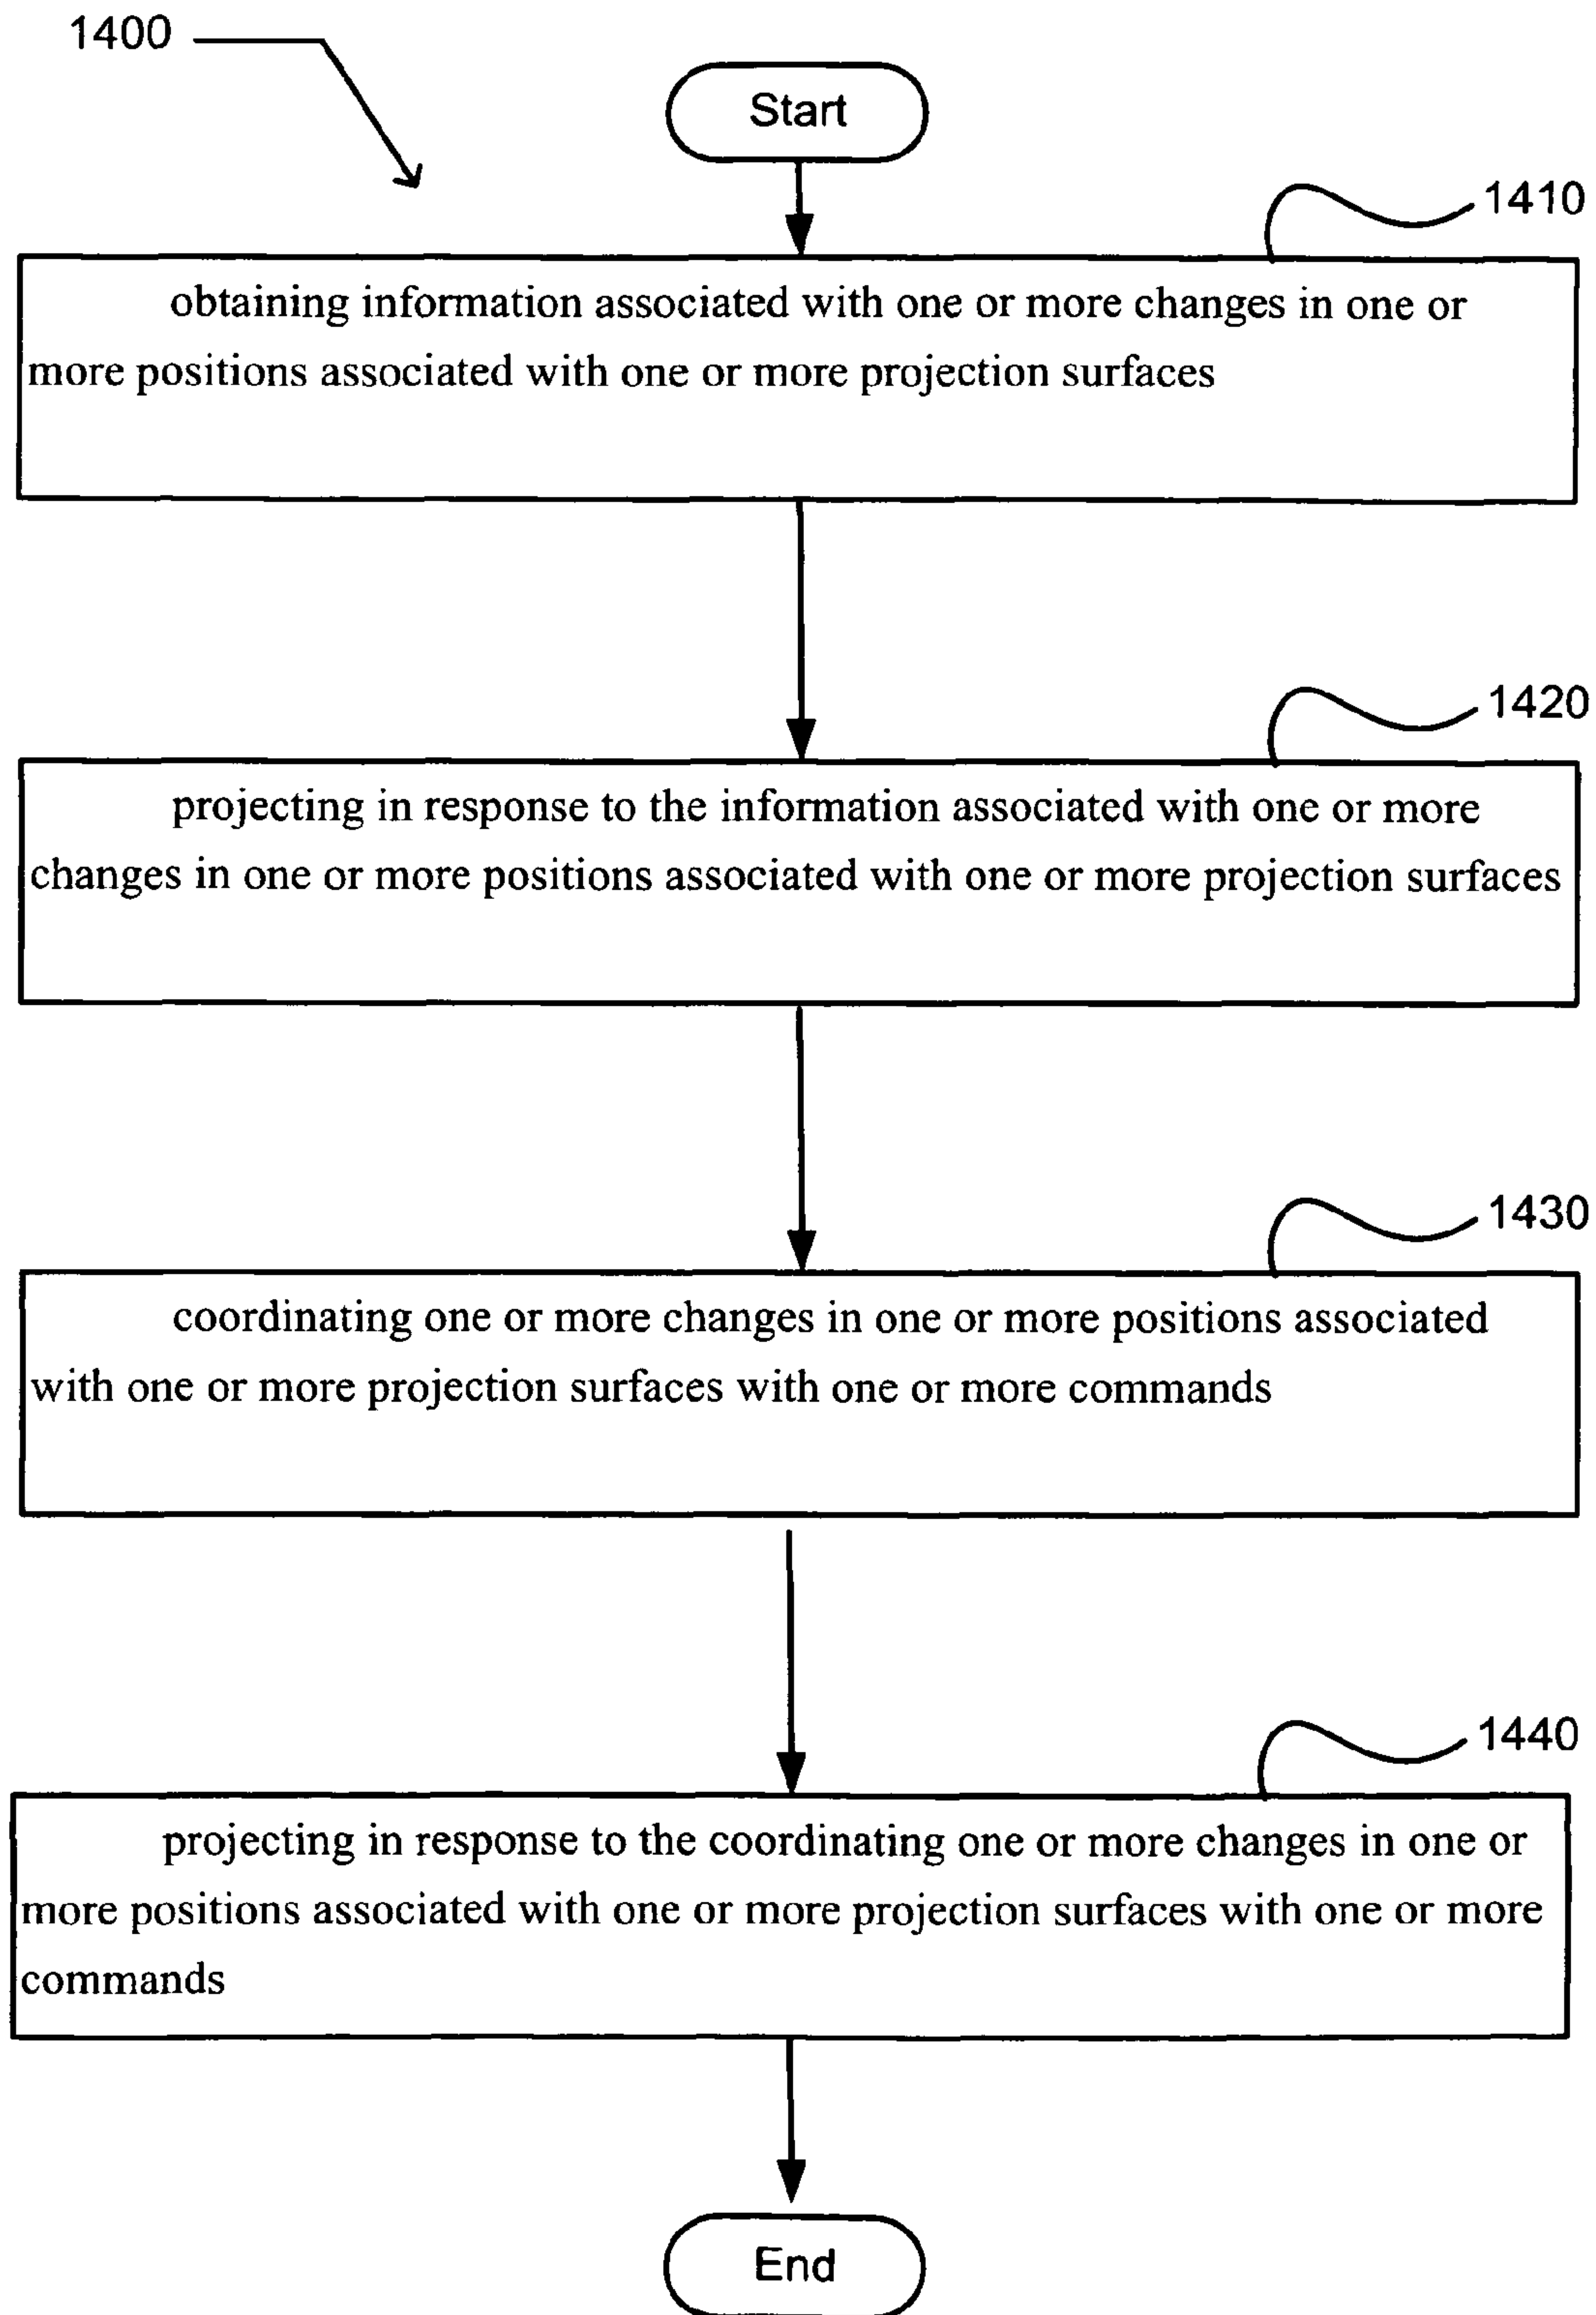 1400
Start
1410
obtaining information associated with one or more changes in one or
more positions associated with one or more projection surfaces
1420
projecting in response to the information associated with one or more
changes in one or more positions associated with one or more projection surfaces
1430
coordinating one or more changes in one or more positions associated
with one or more projection surfaces with one or more commands
1440
projecting in response to the coordinating one or more changes in one or
more positions associated with one or more projection surfaces with one or more
commands
End